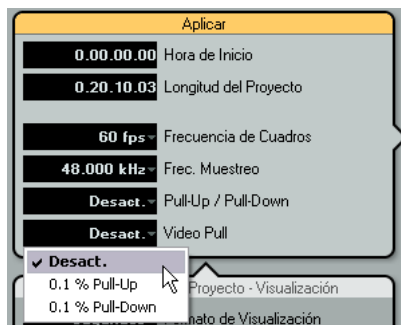 Aplicar
0.00.00.00 Hora de Inicio
0.20.10.03 Longitud del Proyecto
60 fps Frecuencia de Cuadros
48.000 kHz Frec. Muestreo
Desact. Pull-Up / Pull-Down
Desact. Video Pull
✓ Desact.
0.1 % Pull-Up
0.1 % Pull-Down
Proyecto - Visualización
de Visualización